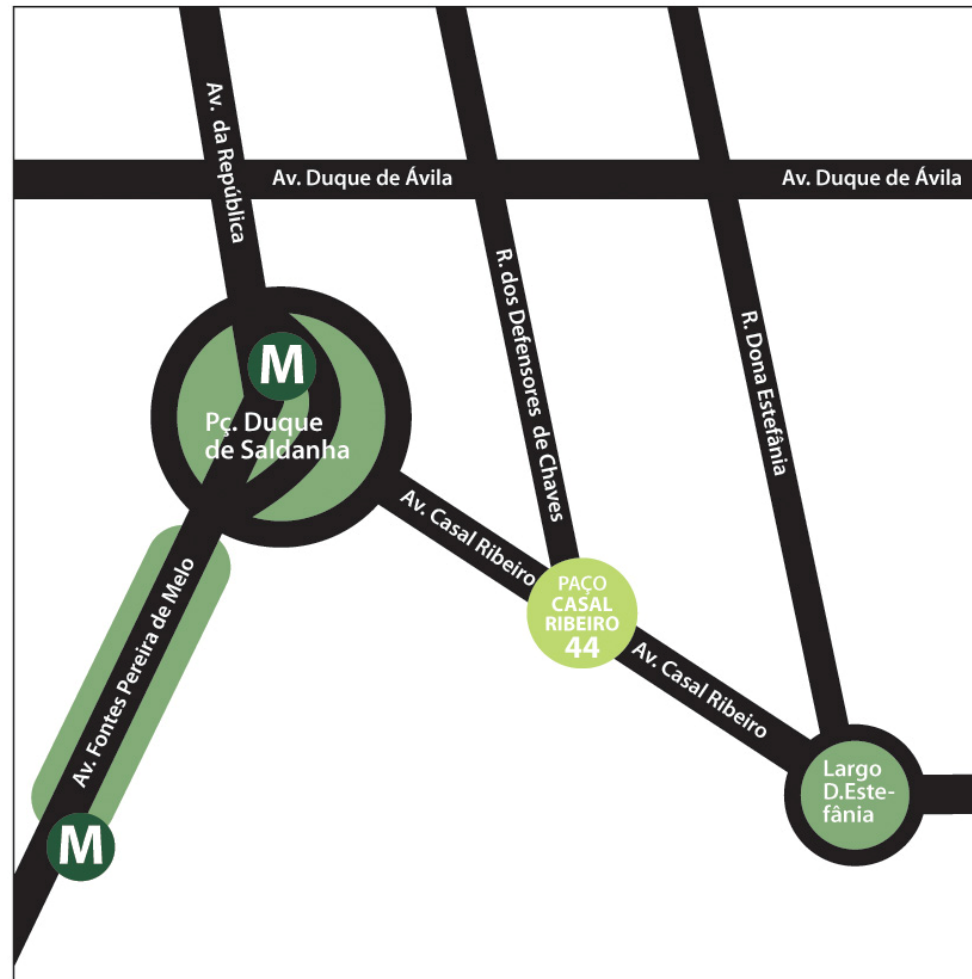 Av. da República
Av. Duque de Ávila
Av. Duque de Ávila
R. dos Defensores de Chaves
R. Dona Estefânia
M
Pç. Duque
de Saldanha
Av. Casal Ribeiro
PAÇO
CASAL
RIBEIRO
44
Av. Casal Ribeiro
Av. Fontes Pereira de Melo
Largo
D.Este-
fânia
M